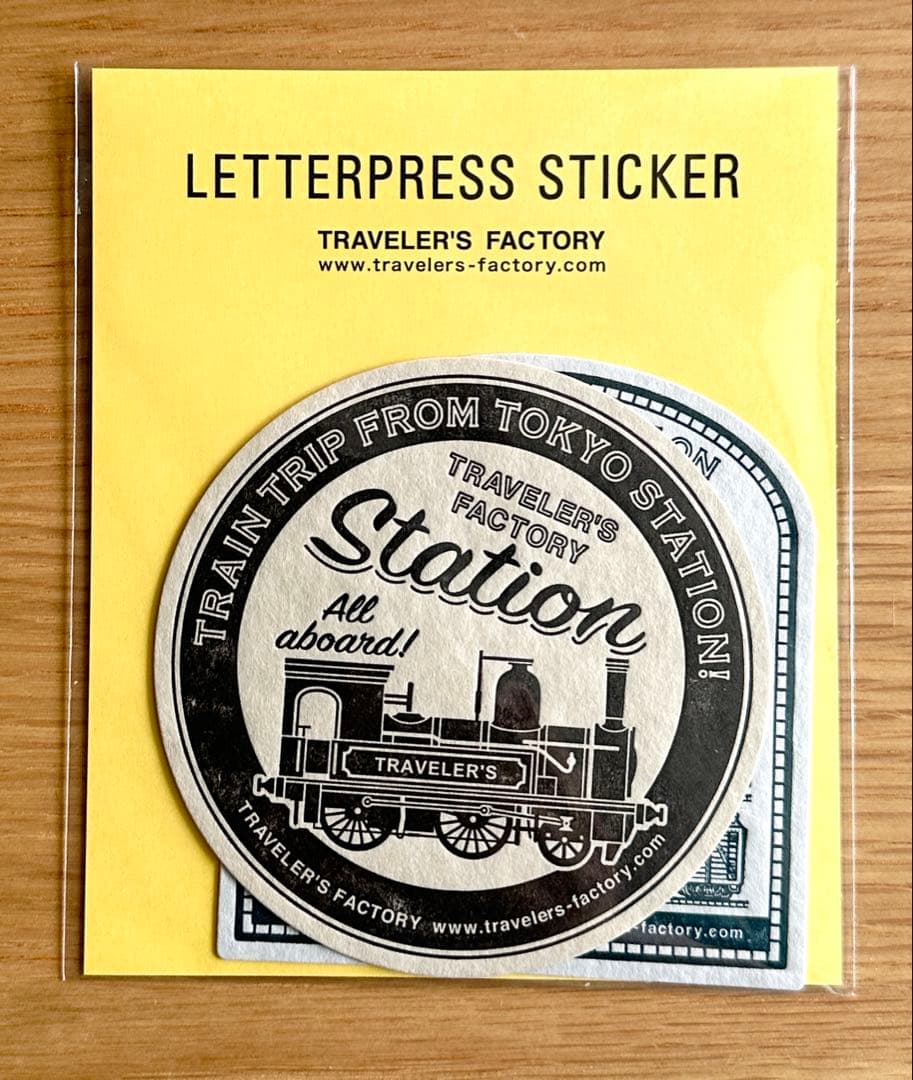 LETTERPRESS STICKER
TRAVELER'S FACTORY
www.travelers-factory.com
TRAIN TRIP FROM TOKYO STATION!
TRAVELER'S
FACTORY
Station
All
aboard!
TRAVELER'S
TRAVELER'S FACTORY www.travelers-factory.com
ON
-factory.com